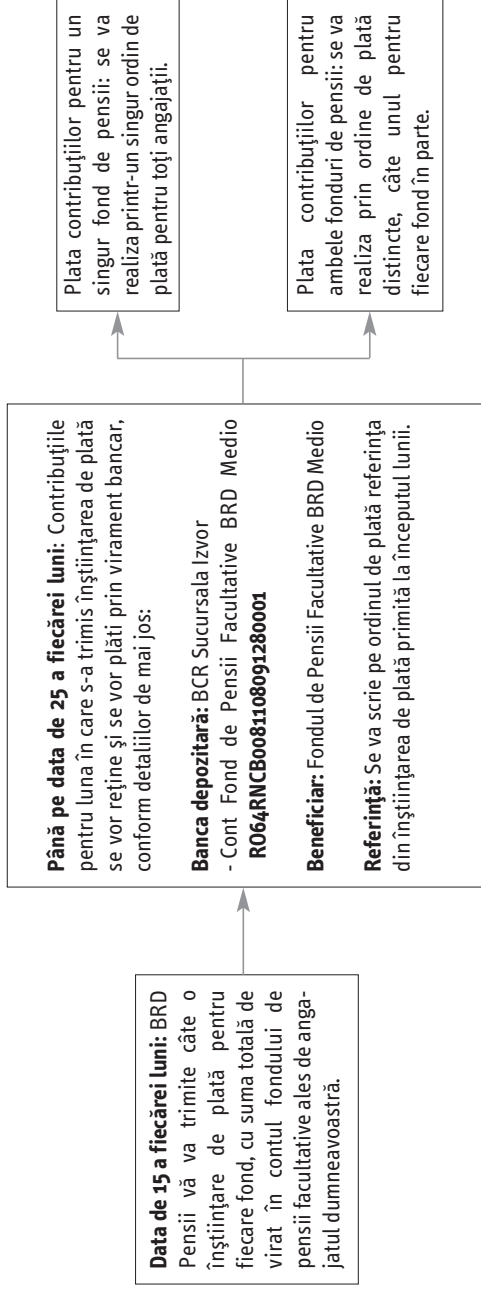 Data de 15 a fiecărei luni: BRD
Pensii vă va trimite câte o
înştiinţare de plată pentru
fiecare fond, cu suma totală de
virat în contul fondului de
pensii facultative ales de anga-
jatul dumneavoastră.
Până pe data de 25 a fiecărei luni: Contribuţiile
pentru luna în care s-a trimis înştiinţarea de plată
se vor reţine şi se vor plăti prin virament bancar,
conform detaliilor de mai jos:
Banca depozitară: BCR Sucursala Izvor
- Cont Fond de Pensii Facultative BRD Medio
RO64RNCB0081108091280001
Beneficiar: Fondul de Pensii Facultative BRD Medio
Referinţă: Se va scrie pe ordinul de plată referinţa
din înştiinţarea de plată primită la începutul lunii.
Plata contribuţiilor pentru un
singur fond de pensii: se va
realiza printr-un singur ordin de
plată pentru toţi angajaţii.
Plata contribuţiilor pentru
ambele fonduri de pensii: se va
realiza prin ordine de plată
distincte, câte unul pentru
fiecare fond în parte.